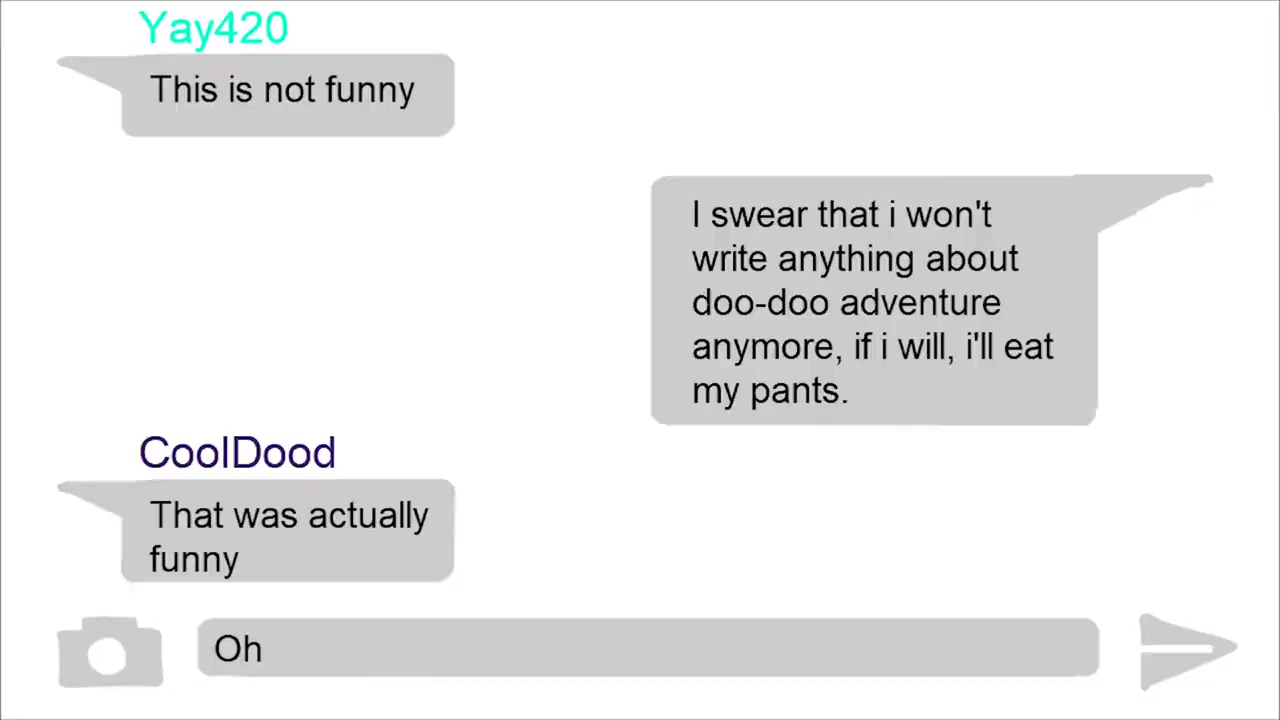 Yay420
This is not funny
I swear that i won't
write anything about
doo-doo adventure
anymore, if i will, i'll eat
my pants.
CoolDood
That was actually
funny
Oh